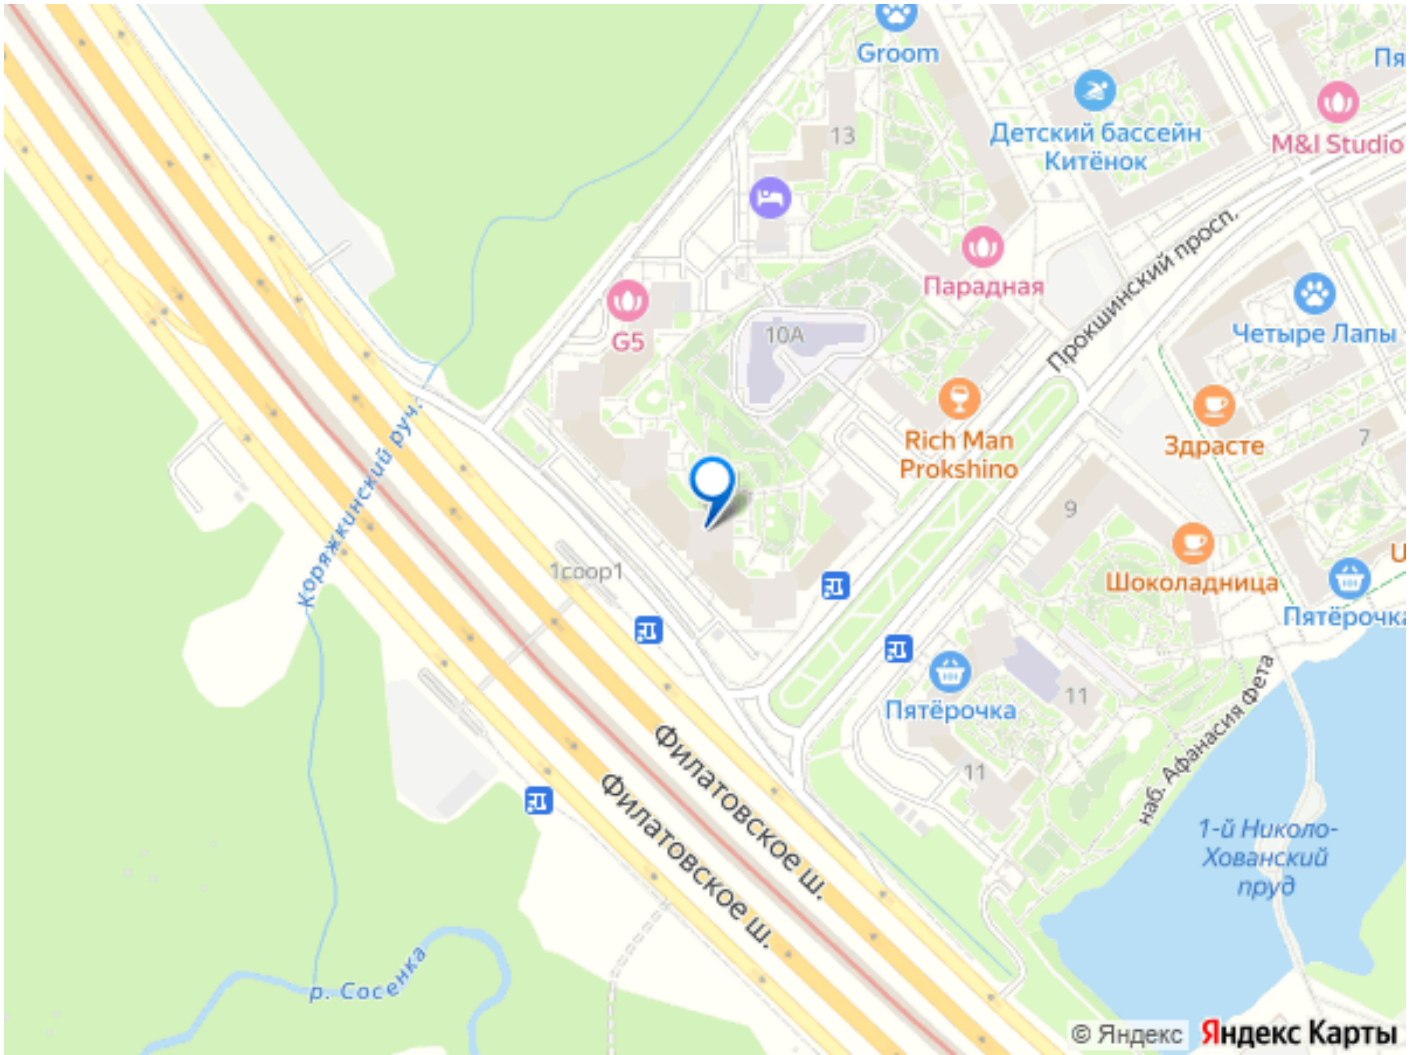 Groom
Пя
Детский бассейн
Китёнок
M&I Studio
13
Парадная
Прокшинский просп.
G5
10А
Четыре Лапы
Rich Man
Prokshino
Здрасте
7
Коряжкинский руч.
9
1соор1
Шоколадница
U
Пятёрочка
Пятёрочка
11
11
наб. Афанасия Фета
Филатовское ш.
Филатовское ш.
1-й Николо-
Хованский
пруд
р. Сосенка
© Яндекс Яндекс Карты